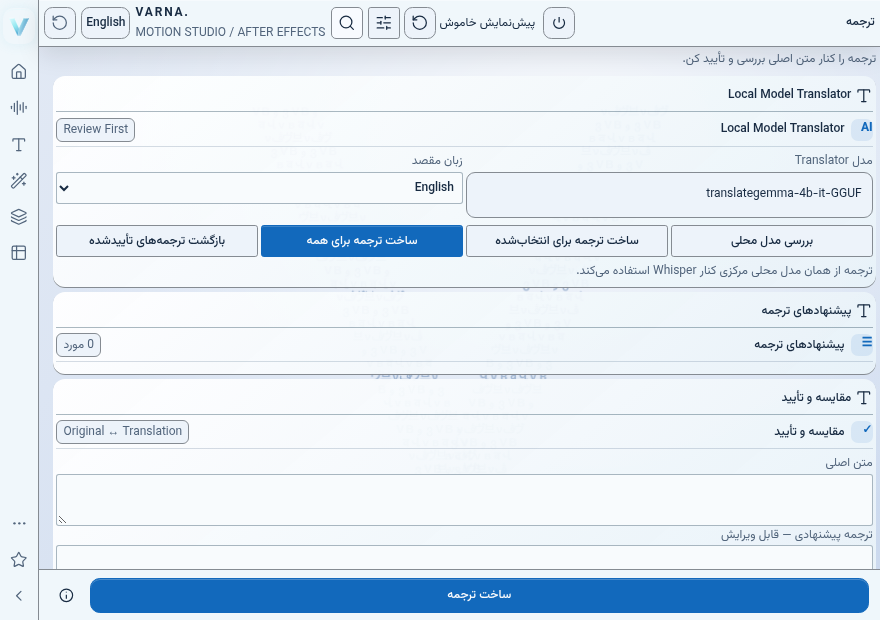 ترجمه
پیش‌نمایش خاموش
VARNA.
MOTION STUDIO / AFTER EFFECTS
English
ترجمه را کنار متن اصلی بررسی و تأیید کن.
Local Model Translator
AI
Local Model Translator
Review First
مدل Translator
زبان مقصد
translategemma-4b-it-GGUF
English
بررسی مدل محلی
ساخت ترجمه برای انتخاب‌شده
ساخت ترجمه برای همه
بازگشت ترجمه‌های تأییدشده
ترجمه از همان مدل محلی مرکزی کنار Whisper استفاده می‌کند.
پیشنهادهای ترجمه
پیشنهادهای ترجمه
0 مورد
مقایسه و تأیید
مقایسه و تأیید
Original ↔ Translation
متن اصلی
ترجمه پیشنهادی — قابل ویرایش
ساخت ترجمه